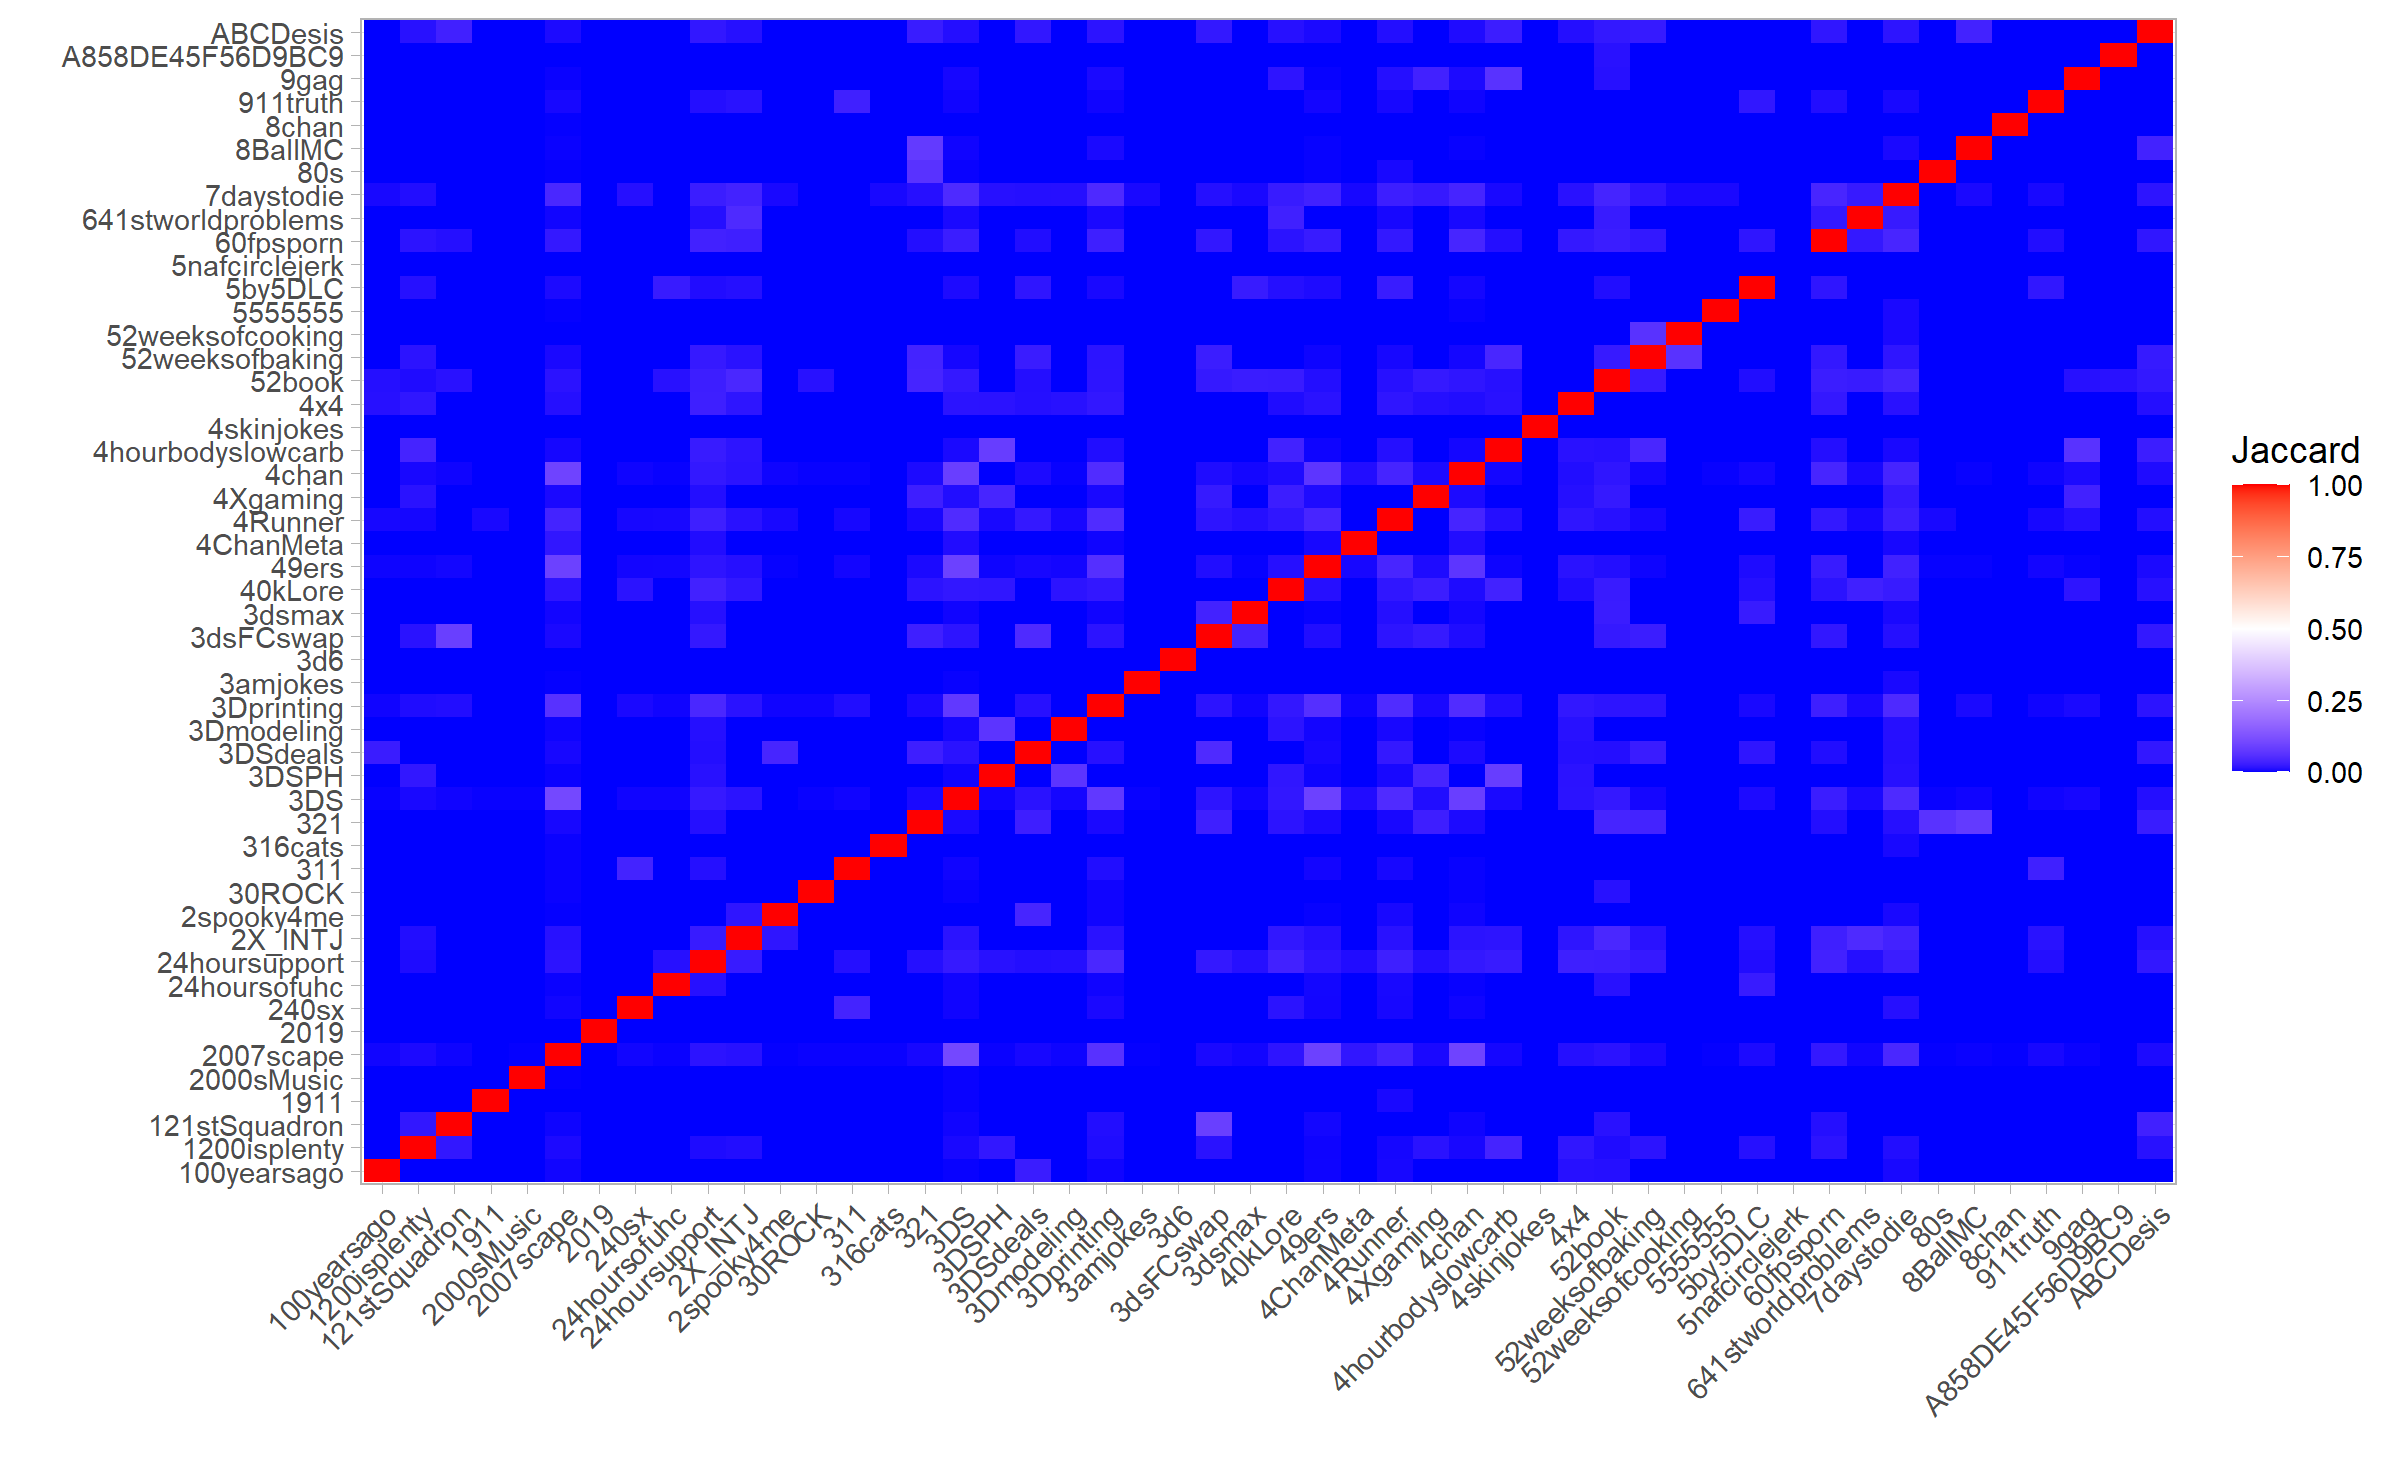 ABCDesis
A858DE45F56D9BC9
9gag
911truth
8chan
8BallMC
80s
7daystodie
641stworldproblems
60fpsporn
5nafcirclejerk
5by5DLC
5555555
52weeksofcooking
52weeksofbaking
52book
4x4
4skinjokes
4hourbodyslowcarb
4chan
4Xgaming
4Runner
4ChanMeta
49ers
40kLore
3dsmax
3dsFCswap
3d6
3amjokes
3Dprinting
3Dmodeling
3DSdeals
3DSPH
3DS
321
316cats
311
30ROCK
2spooky4me
2X_INTJ
24hoursupport
24hoursofuhc
240sx
2019
2007scape
2000sMusic
1911
121stSquadron
1200isplenty
100yearsago
100yearsago
1200isplenty
121stSquadron
1911
2000sMusic
2007scape
2019
240sx
24hoursofuhc
24hoursupport
2X_INTJ
2spooky4me
30ROCK
311
316cats
321
3DS
3DSPH
3DSdeals
3Dmodeling
3Dprinting
3amjokes
3d6
3dsFCswap
3dsmax
40kLore
49ers
4ChanMeta
4Runner
4Xgaming
4chan
4hourbodyslowcarb
4skinjokes
4x4
52book
52weeksofbaking
52weeksofcooking
5555555
5by5DLC
5nafcirclejerk
60fpsporn
641stworldproblems
7daystodie
80s
8BallMC
8chan
911truth
9gag
A858DE45F56D9BC9
ABCDesis
Jaccard
1.00
0.75
0.50
0.25
0.00